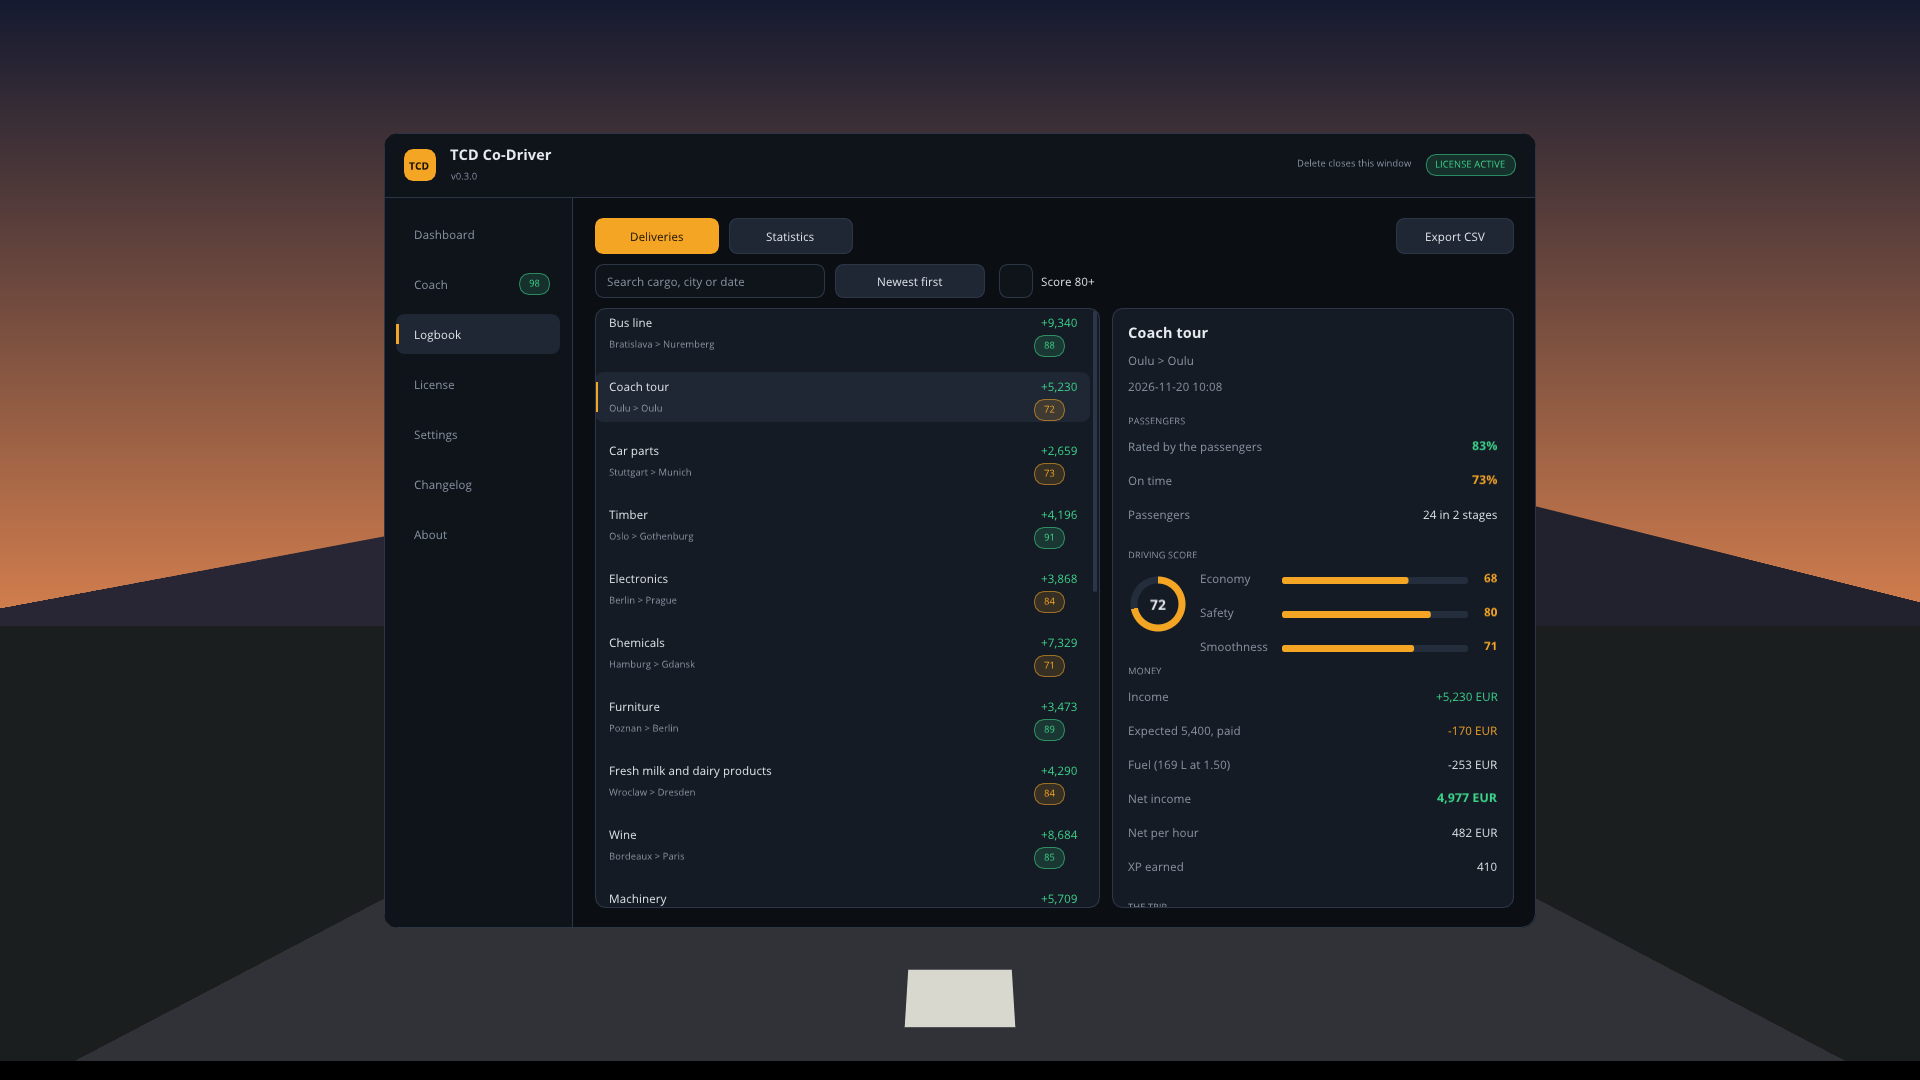 TCD
TCD Co-Driver
v0.3.0
Delete closes this window
LICENSE ACTIVE
Dashboard
Coach
98
Logbook
License
Settings
Changelog
About
Deliveries
Statistics
Export CSV
Search cargo, city or date
Newest first
Score 80+
Bus line
+9,340
Bratislava > Nuremberg
88
Coach tour
+5,230
Oulu > Oulu
72
Car parts
+2,659
Stuttgart > Munich
73
Timber
+4,196
Oslo > Gothenburg
91
Electronics
+3,868
Berlin > Prague
84
Chemicals
+7,329
Hamburg > Gdansk
71
Furniture
+3,473
Poznan > Berlin
89
Fresh milk and dairy products
+4,290
Wroclaw > Dresden
84
Wine
+8,684
Bordeaux > Paris
85
Machinery
+5,709
Coach tour
Oulu > Oulu
2026-11-20 10:08
PASSENGERS
Rated by the passengers 83%
On time 73%
Passengers 24 in 2 stages
DRIVING SCORE
72
Economy 68
Safety 80
Smoothness 71
MONEY
Income +5,230 EUR
Expected 5,400, paid -170 EUR
Fuel (169 L at 1.50) -253 EUR
Net income 4,977 EUR
Net per hour 482 EUR
XP earned 410
THE TRIP